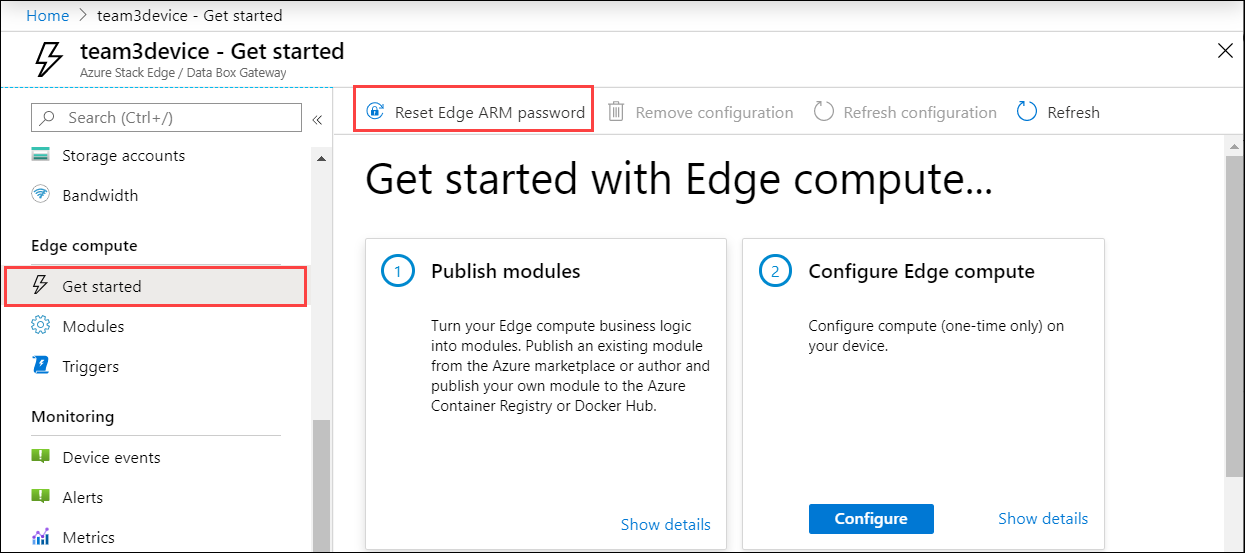 Home > team3device - Get started
team3device - Get started
Azure Stack Edge / Data Box Gateway
Search (Ctrl+/)
«
Storage accounts
Bandwidth
Edge compute
Get started
Modules
Triggers
Monitoring
Device events
Alerts
Metrics
Reset Edge ARM password
Remove configuration
Refresh configuration
Refresh
Get started with Edge compute...
1
Publish modules
Turn your Edge compute business logic
into modules. Publish an existing module
from the Azure marketplace or author and
publish your own module to the Azure
Container Registry or Docker Hub.
Show details
2
Configure Edge compute
Configure compute (one-time only) on
your device.
Configure
Show details